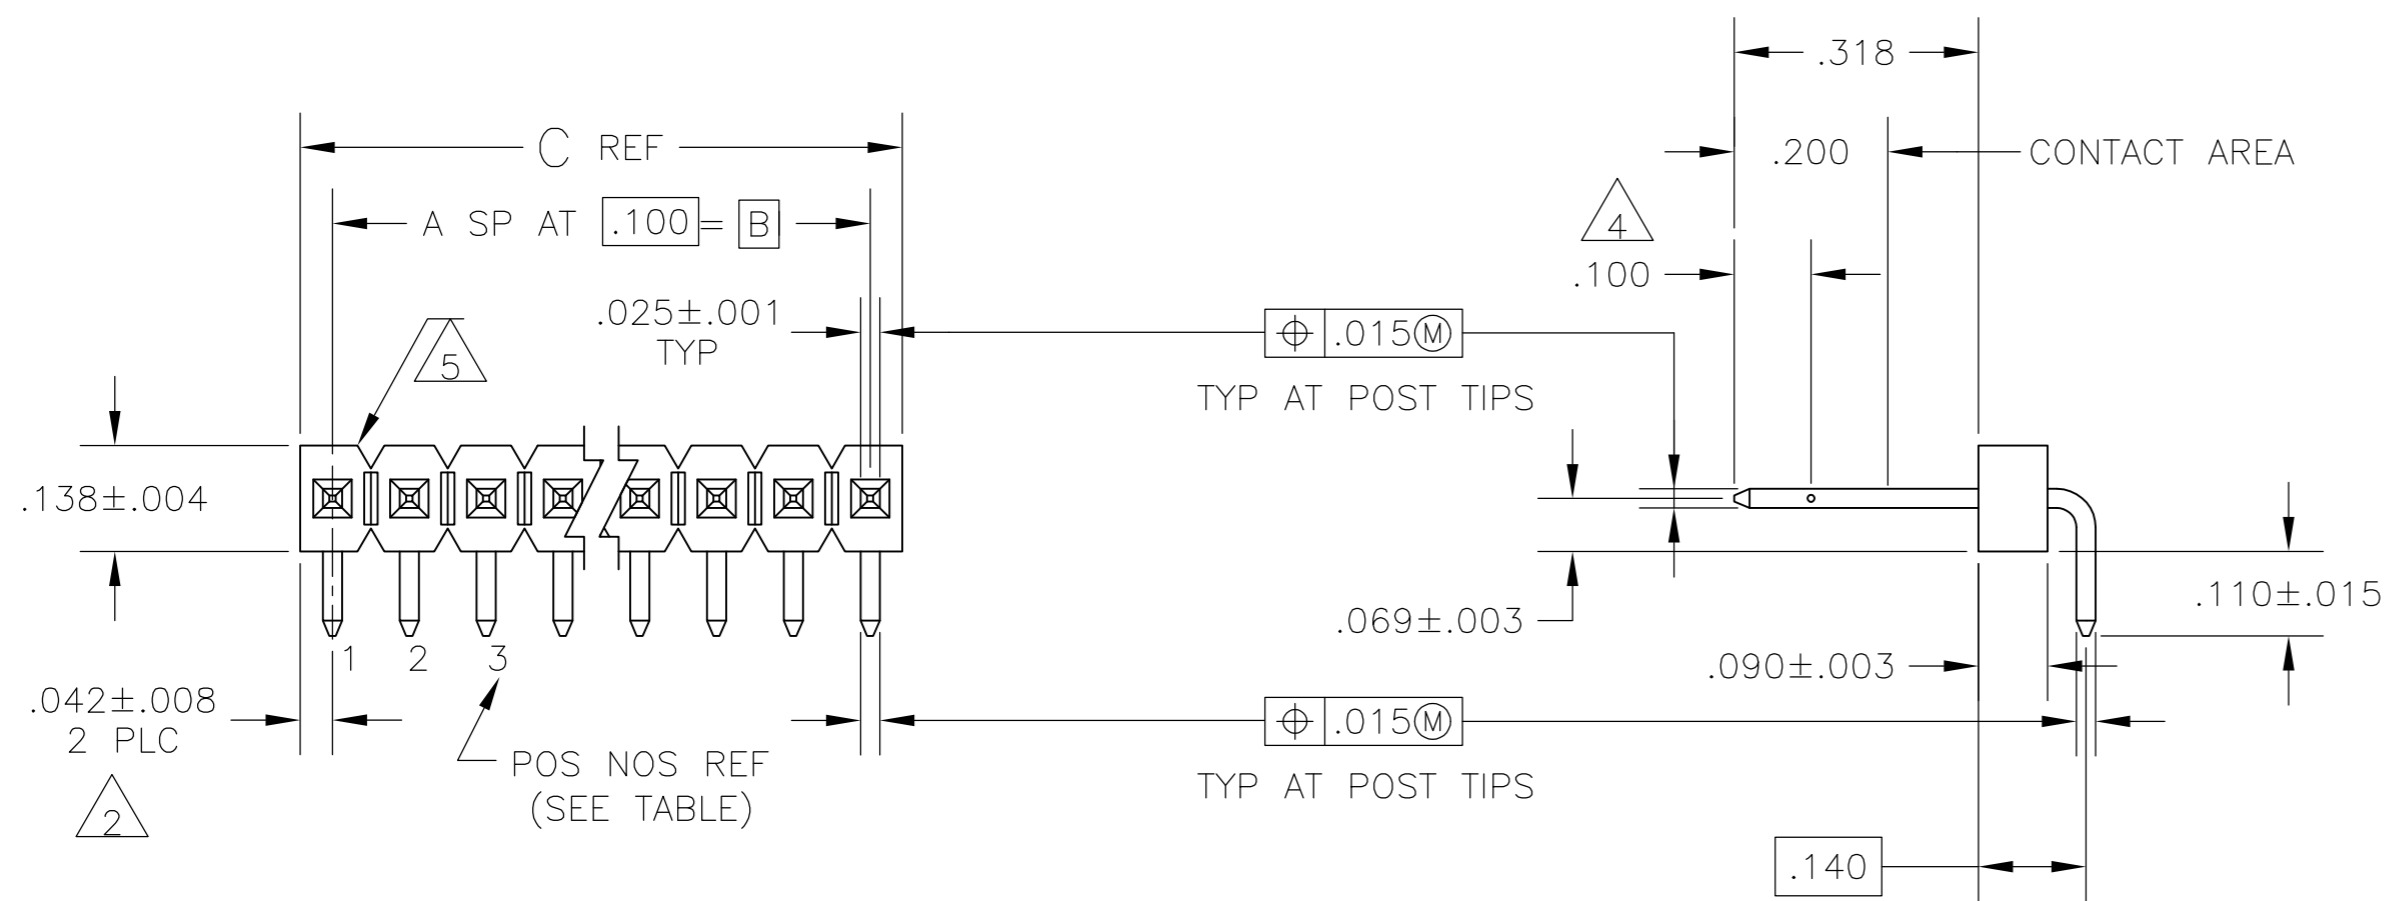 .318
C REF
.200
CONTACT AREA
A SP AT .100 = B
4
.100
.025±.001
TYP
⌖ .015Ⓜ
5
TYP AT POST TIPS
.138±.004
.110±.015
.069±.003
1 2 3
.090±.003
.042±.008
2 PLC
⌖ .015Ⓜ
POS NOS REF
(SEE TABLE)
TYP AT POST TIPS
2
.140